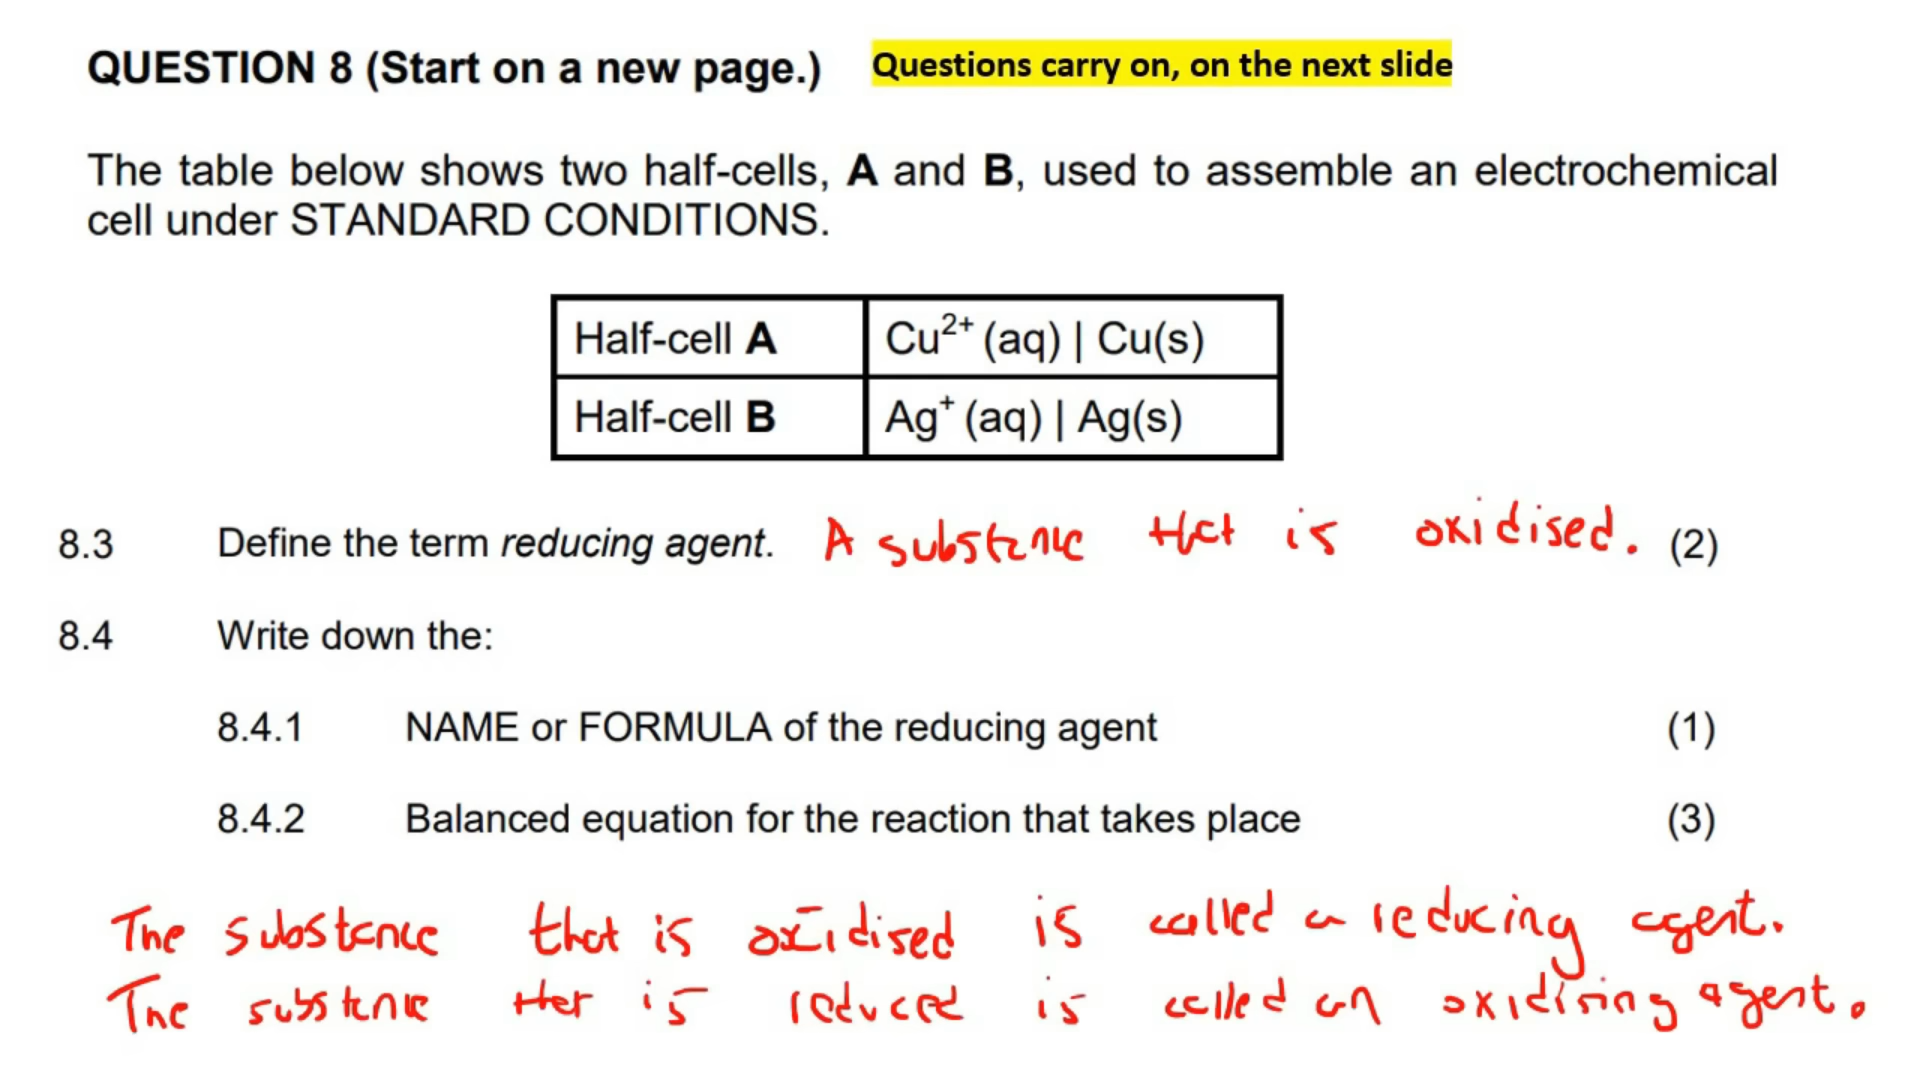 QUESTION 8 (Start on a new page.) Questions carry on, on the next slide
The table below shows two half-cells, A and B, used to assemble an electrochemical
cell under STANDARD CONDITIONS.
Half-cell A Cu²⁺ (aq) | Cu(s)
Half-cell B Ag⁺ (aq) | Ag(s)
8.3 Define the term reducing agent. A substance that is oxidised. (2)
8.4 Write down the:
8.4.1 NAME or FORMULA of the reducing agent (1)
8.4.2 Balanced equation for the reaction that takes place (3)
The substance that is oxidised is called a reducing agent.
The substance that is reduced is called an oxidising agent.